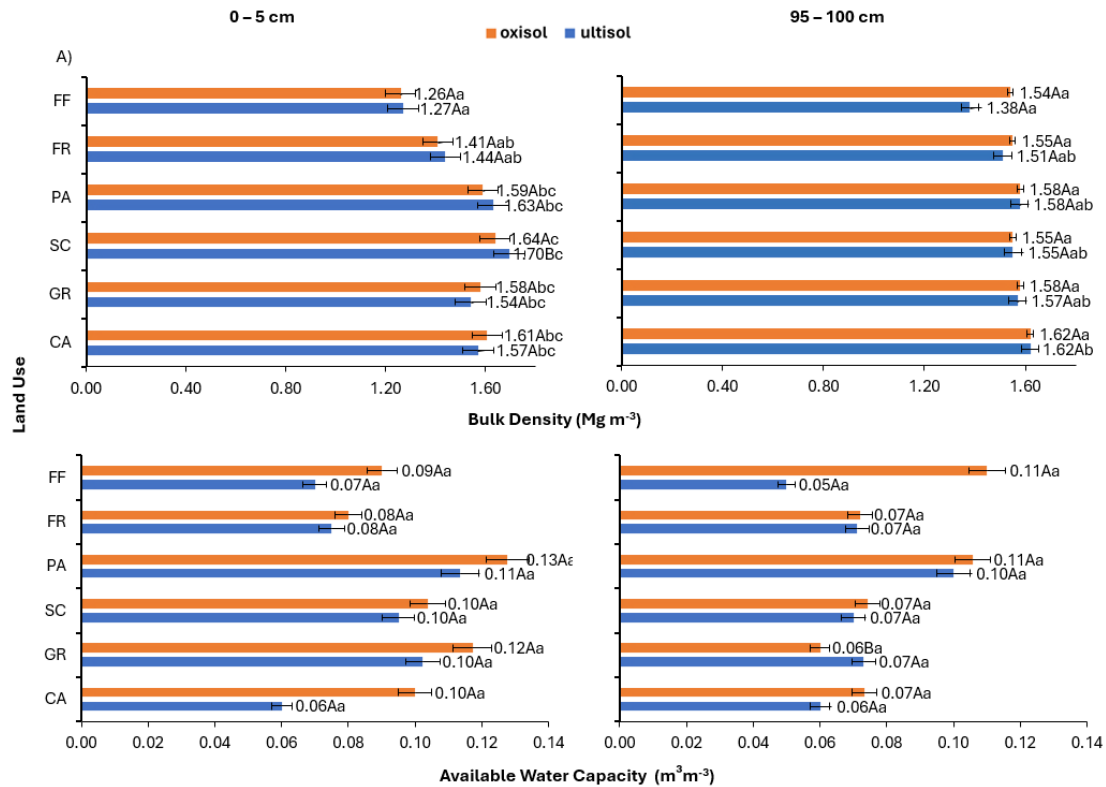 0 – 5 cm
95 – 100 cm
oxisol ultisol
A)
Land Use
FF
1.26Aa
1.27Aa
FR
1.41Aab
1.44Aab
PA
1.59Abc
1.63Abc
SC
1.64Ac
1.70Bc
GR
1.58Abc
1.54Abc
CA
1.61Abc
1.57Abc
0.00 0.40 0.80 1.20 1.60
1.54Aa
1.38Aa
1.55Aa
1.51Aab
1.58Aa
1.58Aab
1.55Aa
1.55Aab
1.58Aa
1.57Aab
1.62Aa
1.62Ab
0.00 0.40 0.80 1.20 1.60
Bulk Density (Mg m⁻³)
FF
0.09Aa
0.07Aa
FR
0.08Aa
0.08Aa
PA
0.13Aa
0.11Aa
SC
0.10Aa
0.10Aa
GR
0.12Aa
0.10Aa
CA
0.10Aa
0.06Aa
0.00 0.02 0.04 0.06 0.08 0.10 0.12 0.14
0.11Aa
0.05Aa
0.07Aa
0.07Aa
0.11Aa
0.10Aa
0.07Aa
0.07Aa
0.06Ba
0.07Aa
0.07Aa
0.06Aa
0.00 0.02 0.04 0.06 0.08 0.10 0.12 0.14
Available Water Capacity (m³m⁻³)